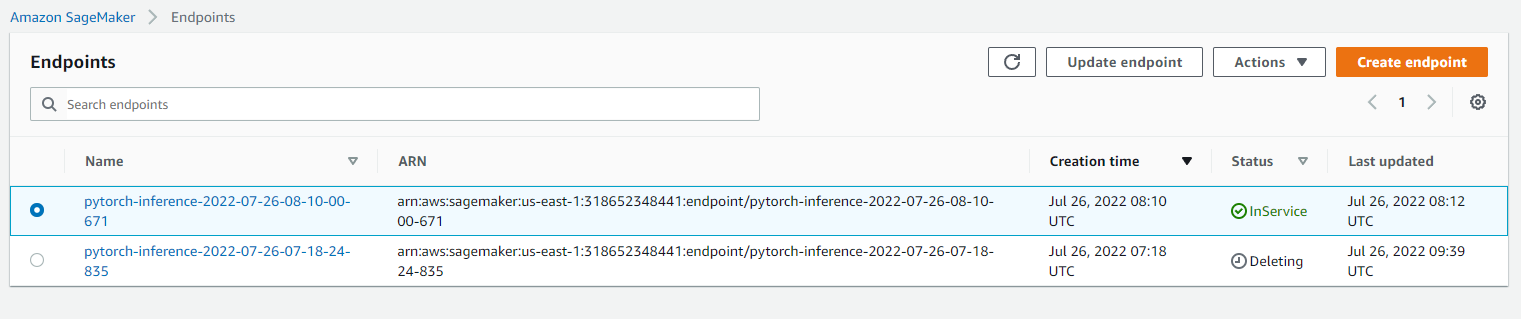 Amazon SageMaker > Endpoints
Endpoints
Update endpoint
Actions
Create endpoint
Search endpoints
1
Name ARN Creation time Status Last updated
pytorch-inference-2022-07-26-08-10-00- arn:aws:sagemaker:us-east-1:318652348441:endpoint/pytorch-inference-2022-07-26-08-10- Jul 26, 2022 08:10 InService Jul 26, 2022 08:12
671 00-671 UTC UTC
pytorch-inference-2022-07-26-07-18-24- arn:aws:sagemaker:us-east-1:318652348441:endpoint/pytorch-inference-2022-07-26-07-18- Jul 26, 2022 07:18 Deleting Jul 26, 2022 09:39
835 24-835 UTC UTC